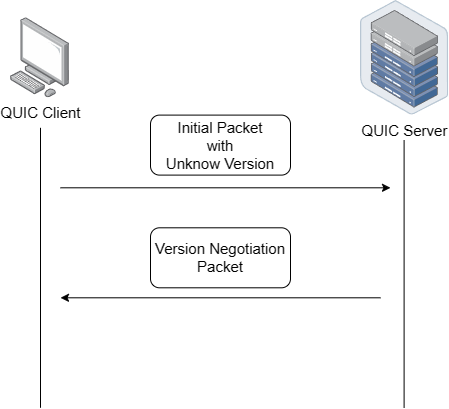 QUIC Client
QUIC Server
Initial Packet
with
Unknow Version
Version Negotiation
Packet